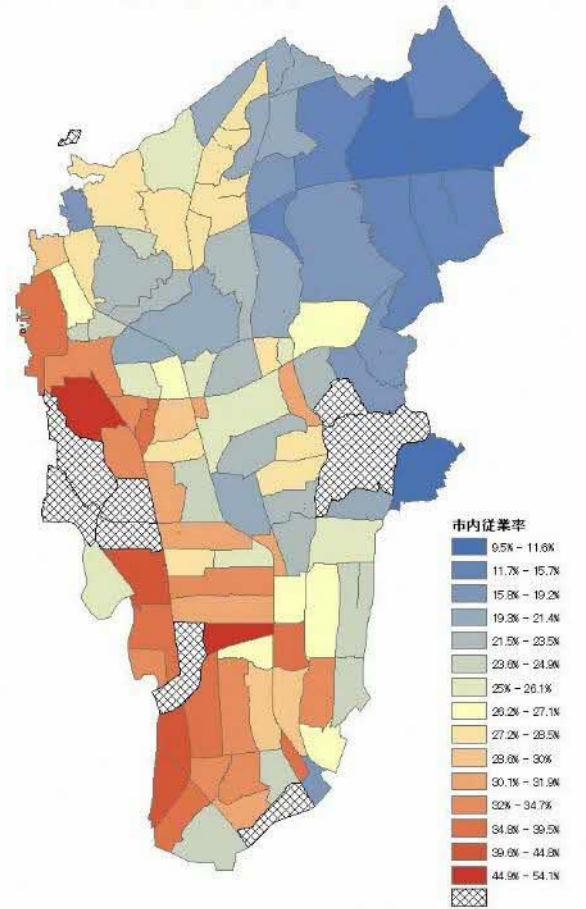 市内従業率
9.5% - 11.6%
11.7% - 15.7%
15.8% - 19.2%
19.3% - 21.4%
21.5% - 23.5%
23.6% - 24.9%
25% - 26.1%
26.2% - 27.1%
27.2% - 28.5%
28.6% - 30%
30.1% - 31.9%
32% - 34.7%
34.8% - 39.5%
39.6% - 44.8%
44.9% - 54.1%